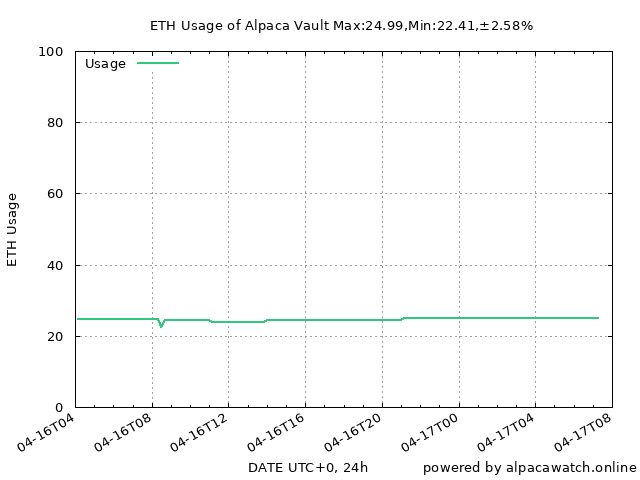 ETH Usage of Alpaca Vault Max:24.99,Min:22.41,±2.58%
100
Usage
80
60
ETH Usage
40
20
0
04-16T04
04-16T08
04-16T12
04-16T16
04-16T20
04-17T00
04-17T04
04-17T08
DATE UTC+0, 24h
powered by alpacawatch.online